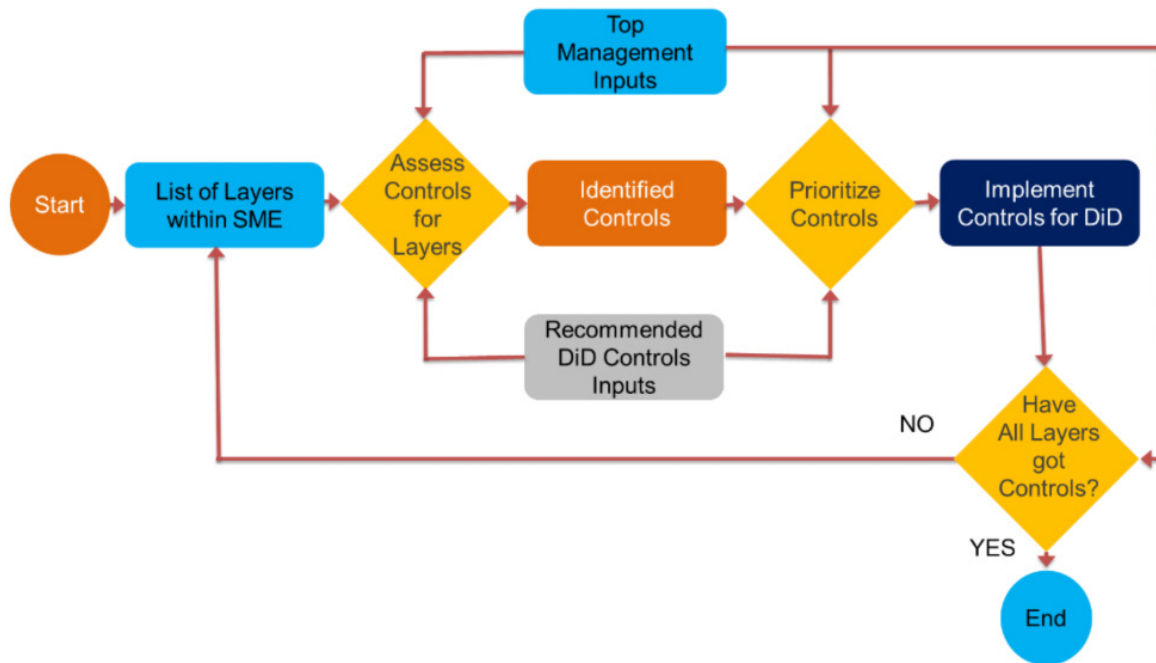 Top
Management
Inputs
Start
List of Layers
within SME
Assess
Controls
for
Layers
Identified
Controls
Prioritize
Controls
Implement
Controls for DiD
Recommended
DiD Controls
Inputs
NO
Have
All Layers
got
Controls?
YES
End